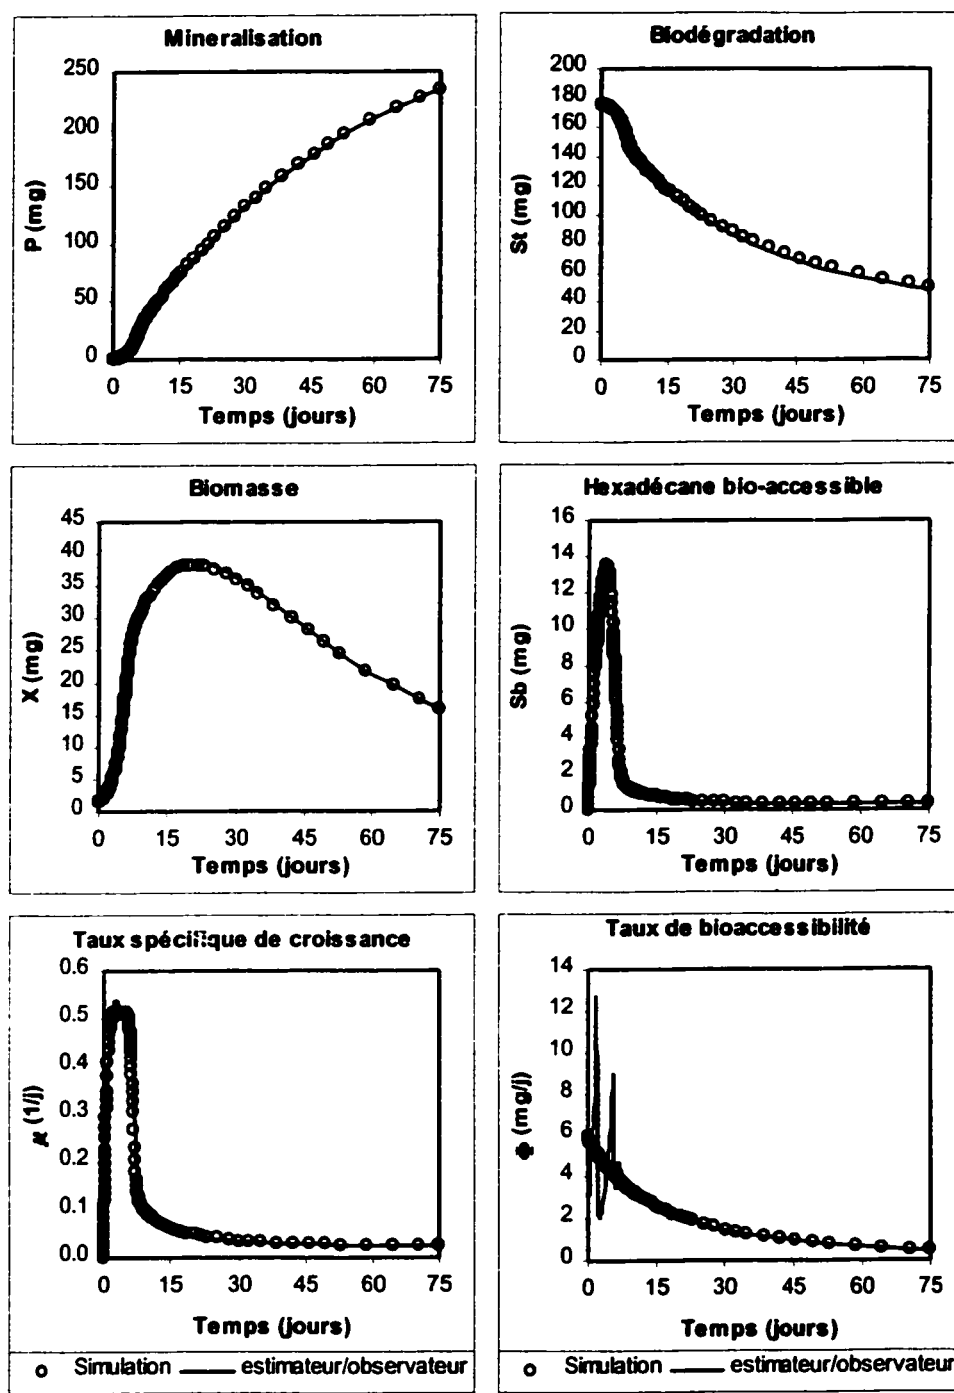 Mineralisation
250
200
150
100
50
0
P (mg)
0 15 30 45 60 75
Temps (jours)
Biodégradation
200
180
160
140
120
100
80
60
40
20
0
St (mg)
0 15 30 45 60 75
Temps (jours)
Biomasse
45
40
35
30
25
20
15
10
5
0
X (mg)
0 15 30 45 60 75
Temps (jours)
Hexadécane bio-accessible
16
14
12
10
8
6
4
2
0
Sb (mg)
0 15 30 45 60 75
Temps (jours)
Taux spécifique de croissance
0.6
0.5
0.4
0.3
0.2
0.1
0.0
μ (1/j)
0 15 30 45 60 75
Temps (jours)
Simulation estimateur/observateur
Taux de bioaccessibilité
14
12
10
8
6
4
2
0
Φ (mg/j)
0 15 30 45 60 75
Temps (jours)
Simulation estimateur/observateur